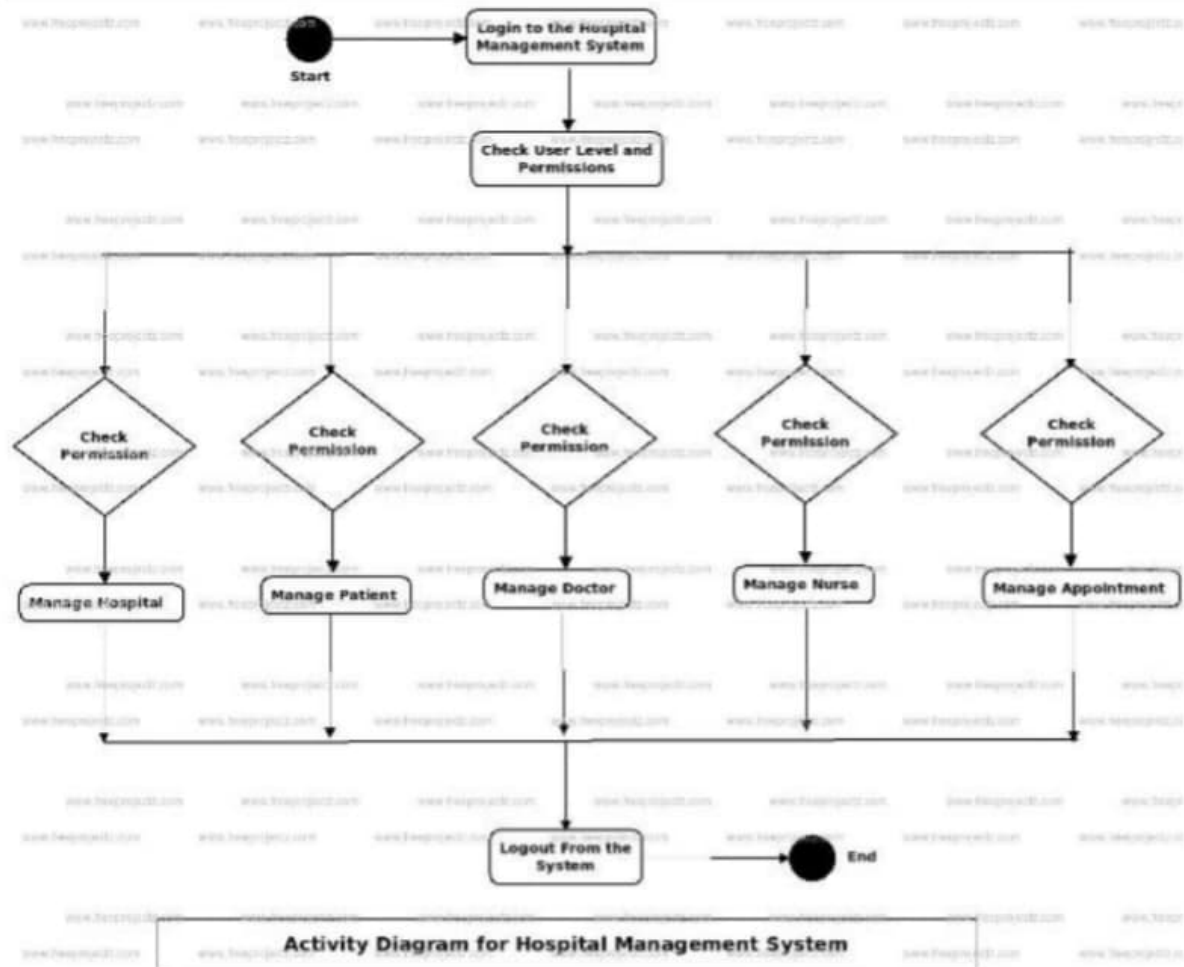 Login to the Hospital
Management System
Start
Check User Level and
Permissions
Check
Permission
Check
Permission
Check
Permission
Check
Permission
Check
Permission
Manage Hospital
Manage Patient
Manage Doctor
Manage Nurse
Manage Appointment
Logout From the
System
End
Activity Diagram for Hospital Management System